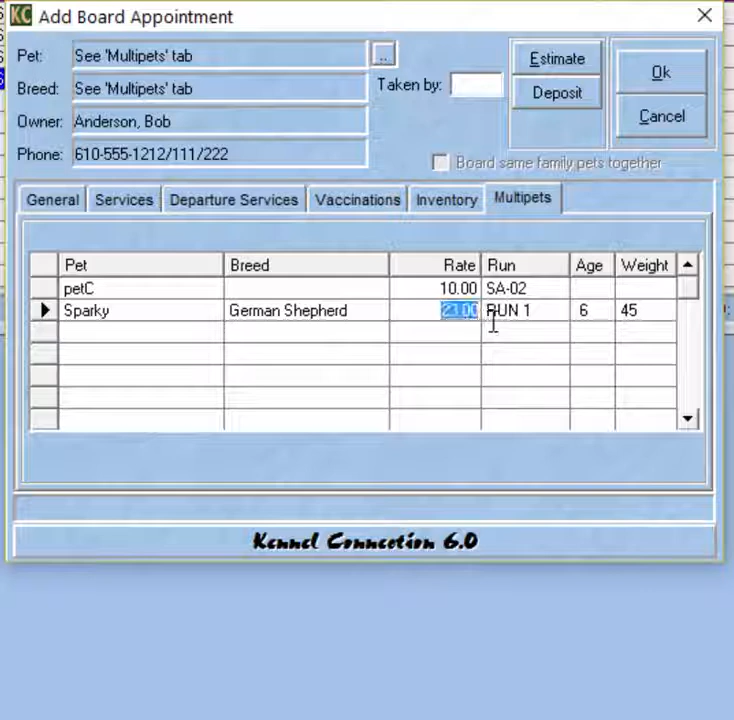 KC Add Board Appointment
Pet: See 'Multipets' tab ..
Breed: See 'Multipets' tab
Owner: Anderson, Bob
Phone: 610-555-1212/111/222
Taken by:
Estimate
Deposit
Ok
Cancel
Board same family pets together
General Services Departure Services Vaccinations Inventory Multipets
Pet Breed Rate Run Age Weight
petC 10.00 SA-02
Sparky German Shepherd 23.00 RUN 1 6 45
Kennel Connection 6.0